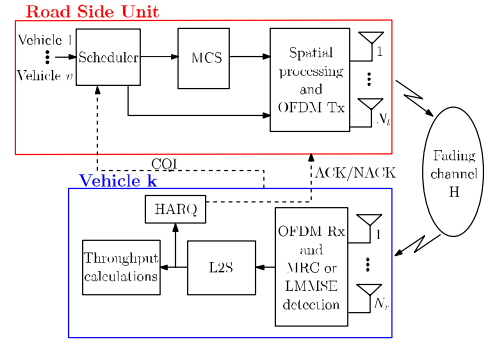 Road Side Unit
Vehicle 1
Vehicle v
Scheduler
MCS
Spatial
processing
and
OFDM Tx
1
N_t
Fading
channel
H
CQI
ACK/NACK
Vehicle k
HARQ
Throughput
calculations
L2S
OFDM Rx
and
MRC or
LMMSE
detection
1
N_r